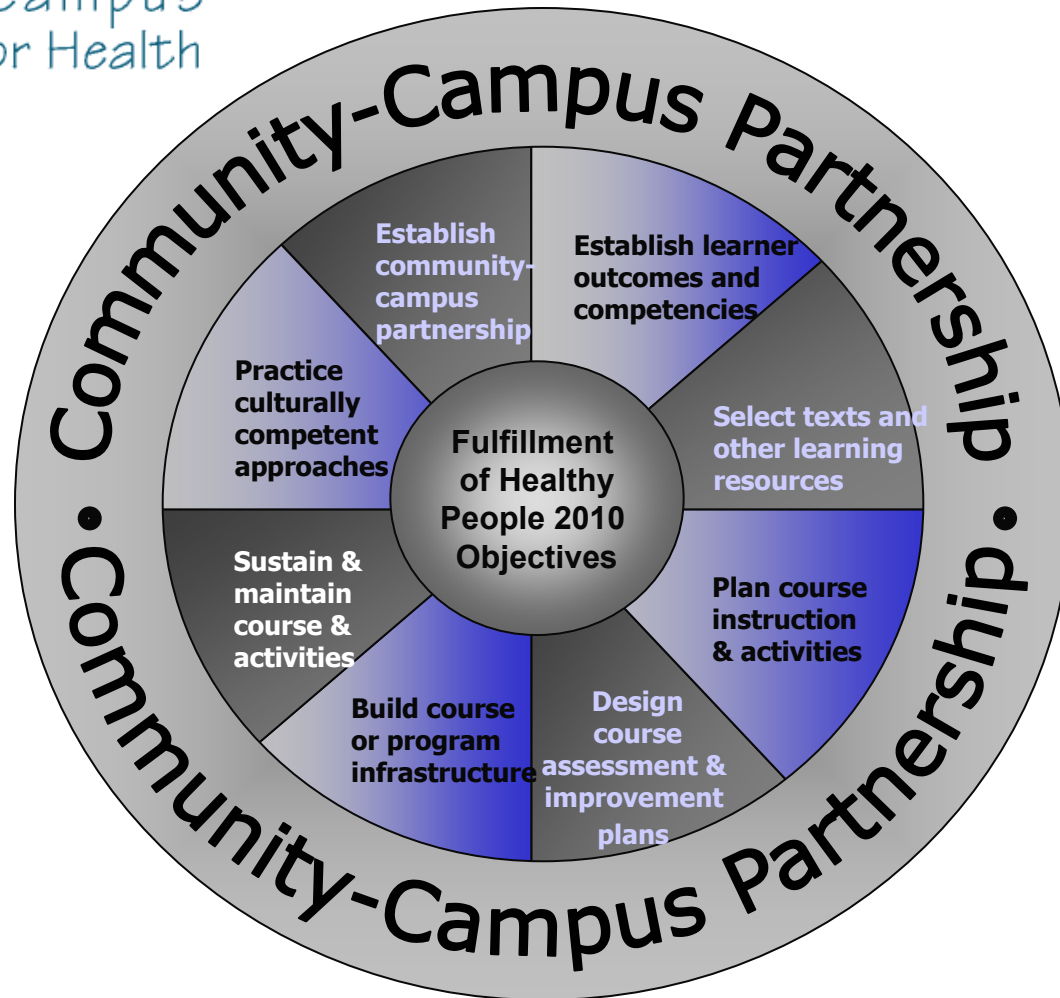 Campus
or Health
Community-Campus Partnership
Establish
community-
campus
partnership
Establish learner
outcomes and
competencies
Select texts and
other learning
resources
Plan course
instruction
& activities
Design
course
assessment &
improvement
plans
Build course
or program
infrastructure
Sustain &
maintain
course &
activities
Practice
culturally
competent
approaches
Fulfillment
of Healthy
People 2010
Objectives
• Community-Campus Partnership •